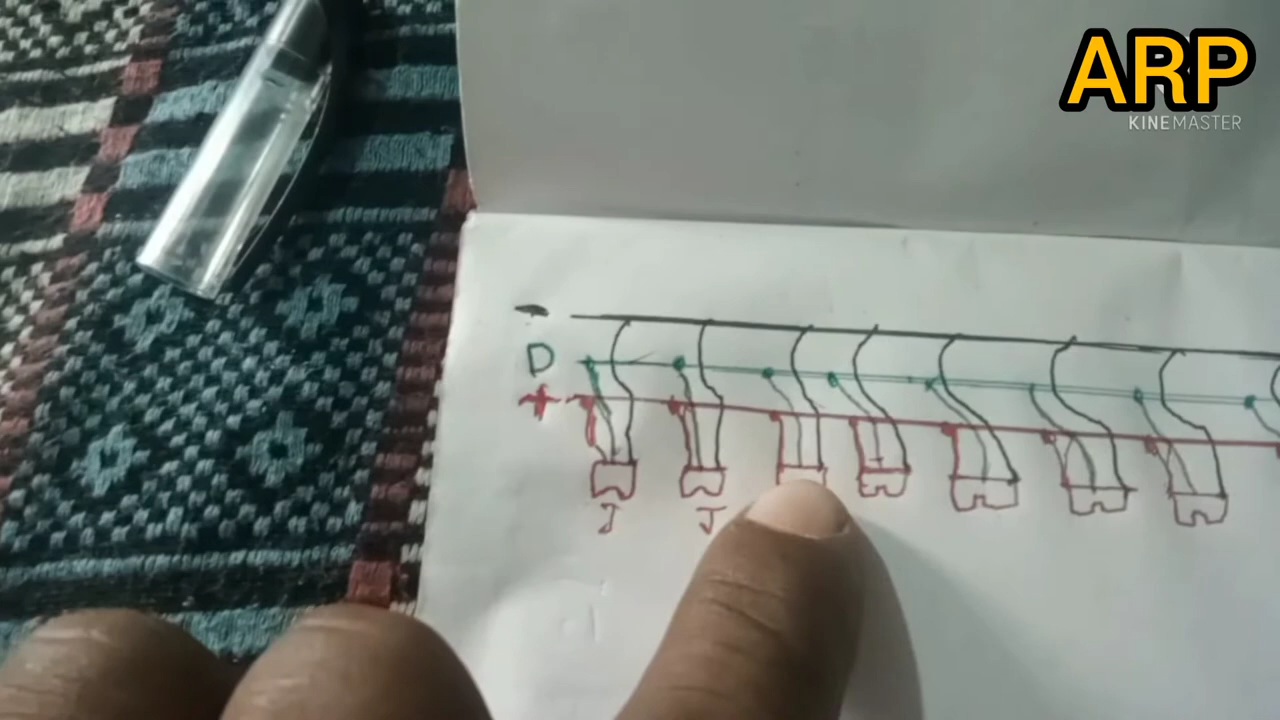 ARP
KINEMASTER
-
D
+
J J